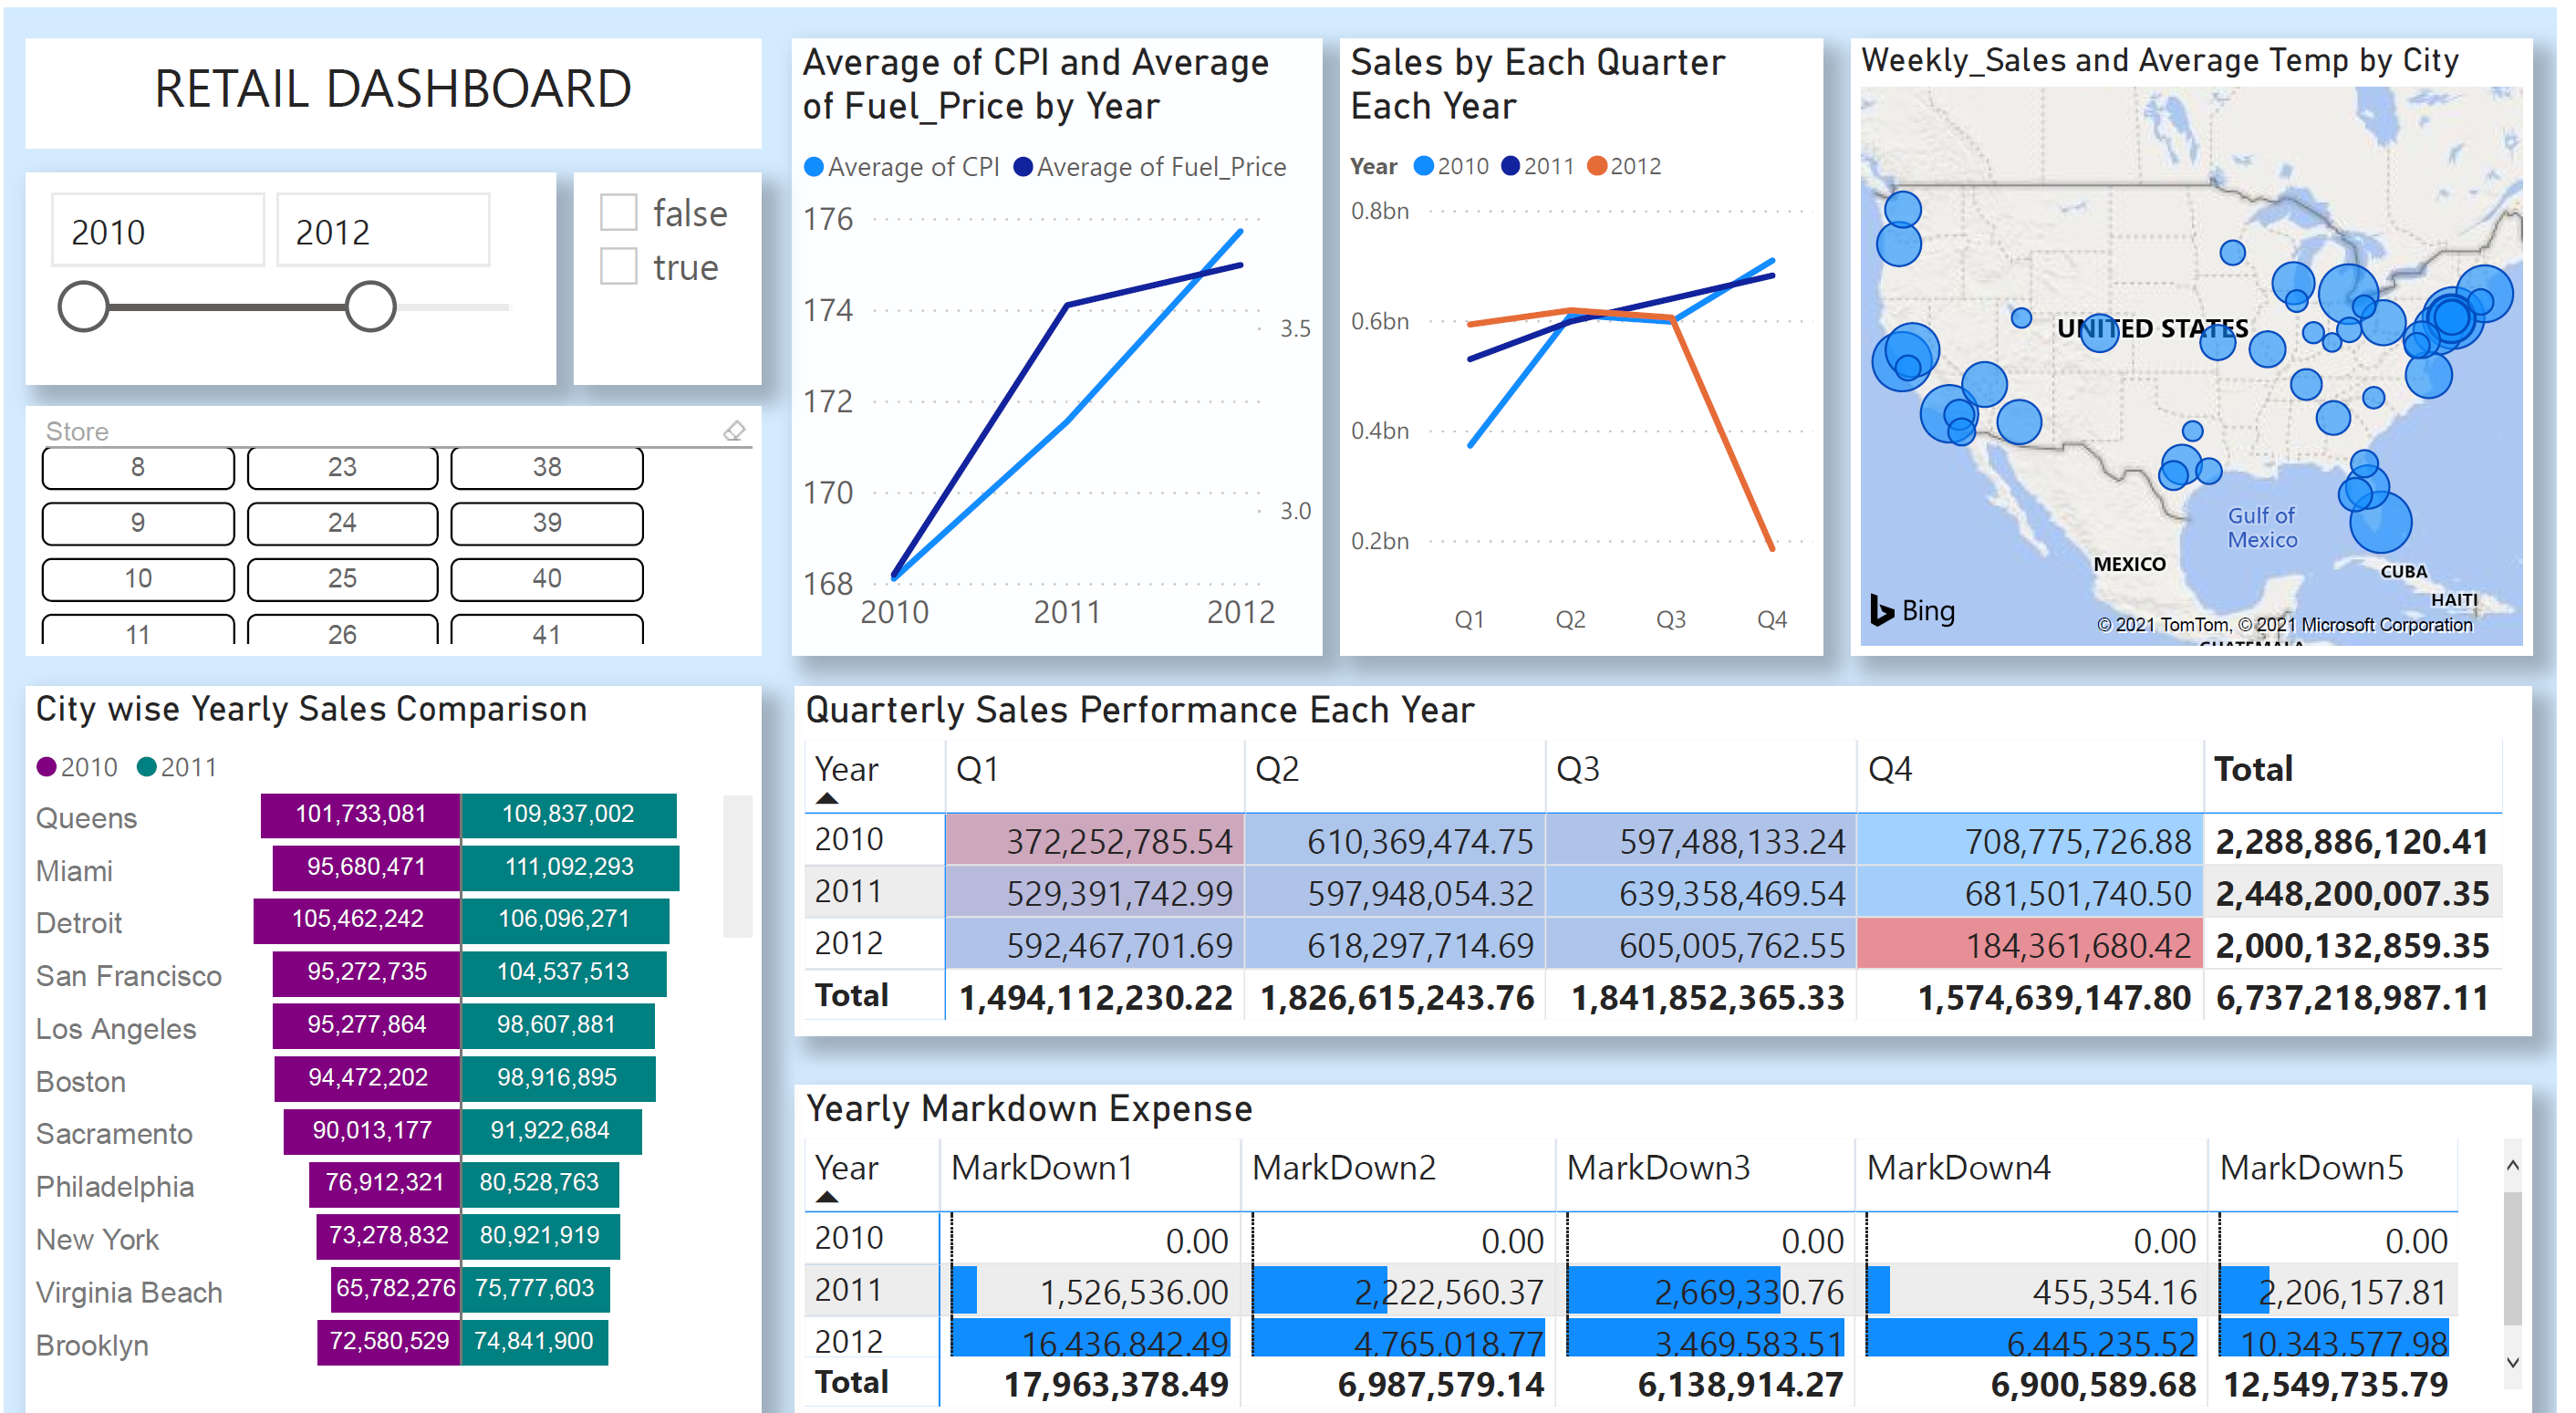 RETAIL DASHBOARD
2010
2012
false
true
Store
8
23
38
9
24
39
10
25
40
11
26
41
Average of CPI and Average
of Fuel_Price by Year
Average of CPI Average of Fuel_Price
176
174
172
170
168
3.5
3.0
2010 2011 2012
Sales by Each Quarter
Each Year
Year 2010 2011 2012
0.8bn
0.6bn
0.4bn
0.2bn
Q1 Q2 Q3 Q4
Weekly_Sales and Average Temp by City
UNITED STATES
Gulf of
Mexico
MEXICO
CUBA
HAITI
Bing
© 2021 TomTom, © 2021 Microsoft Corporation
GUATEMALA
City wise Yearly Sales Comparison
2010 2011
Queens 101,733,081 109,837,002
Miami 95,680,471 111,092,293
Detroit 105,462,242 106,096,271
San Francisco 95,272,735 104,537,513
Los Angeles 95,277,864 98,607,881
Boston 94,472,202 98,916,895
Sacramento 90,013,177 91,922,684
Philadelphia 76,912,321 80,528,763
New York 73,278,832 80,921,919
Virginia Beach 65,782,276 75,777,603
Brooklyn 72,580,529 74,841,900
Quarterly Sales Performance Each Year
Year Q1 Q2 Q3 Q4 Total
2010 372,252,785.54 610,369,474.75 597,488,133.24 708,775,726.88 2,288,886,120.41
2011 529,391,742.99 597,948,054.32 639,358,469.54 681,501,740.50 2,448,200,007.35
2012 592,467,701.69 618,297,714.69 605,005,762.55 184,361,680.42 2,000,132,859.35
Total 1,494,112,230.22 1,826,615,243.76 1,841,852,365.33 1,574,639,147.80 6,737,218,987.11
Yearly Markdown Expense
Year MarkDown1 MarkDown2 MarkDown3 MarkDown4 MarkDown5
2010 0.00 0.00 0.00 0.00 0.00
2011 1,526,536.00 2,222,560.37 2,669,330.76 455,354.16 2,206,157.81
2012 16,436,842.49 4,765,018.77 3,469,583.51 6,445,235.52 10,343,577.98
Total 17,963,378.49 6,987,579.14 6,138,914.27 6,900,589.68 12,549,735.79